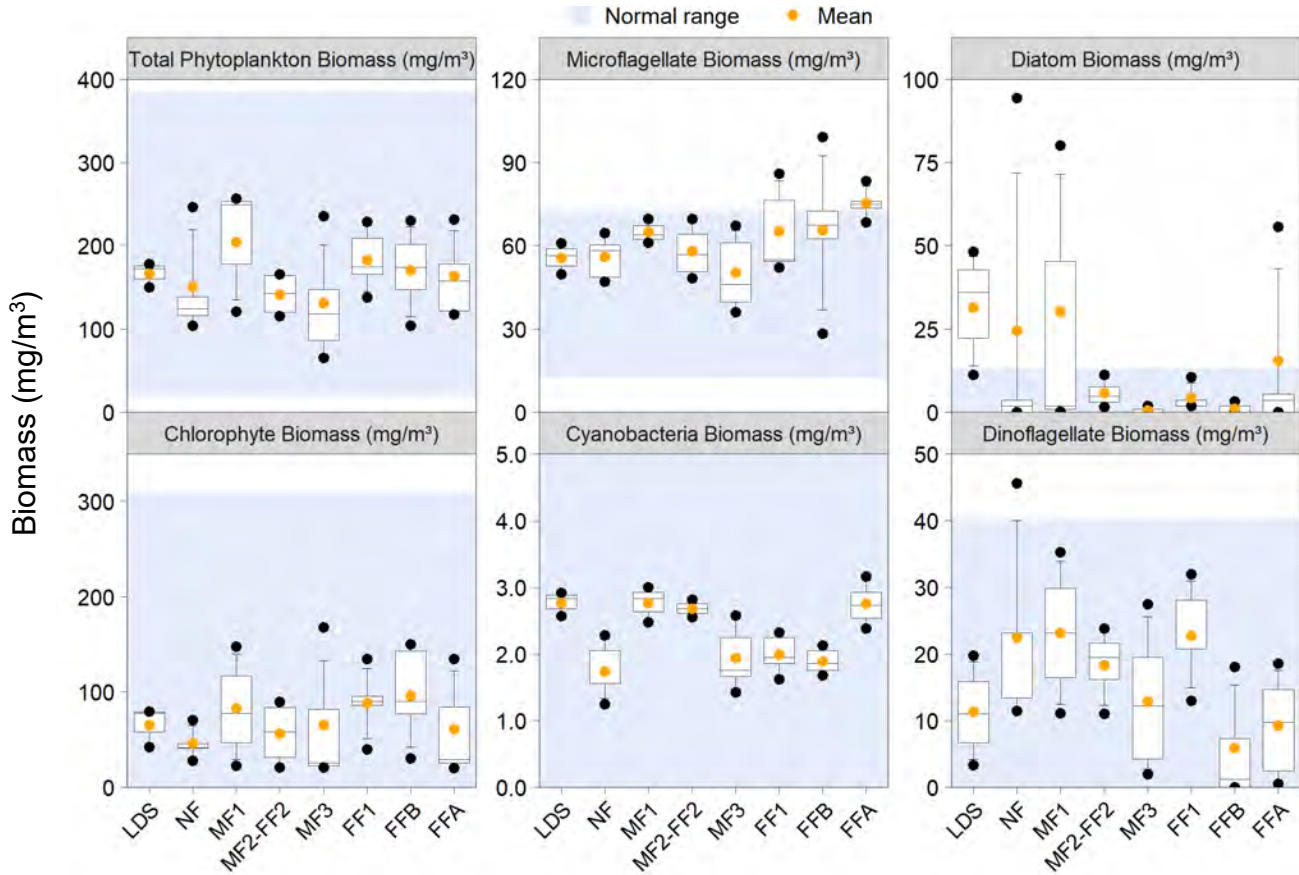 Normal range Mean
Total Phytoplankton Biomass (mg/m³) Microflagellate Biomass (mg/m³) Diatom Biomass (mg/m³)
400 120 100
300 90 75
200 60 50
100 30 25
0 0 0
Chlorophyte Biomass (mg/m³) Cyanobacteria Biomass (mg/m³) Dinoflagellate Biomass (mg/m³)
5.0 50
300
4.0 40
200 3.0 30
2.0 20
100
1.0 10
0 0.0 0
LDS NF MF1 MF2-FF2 MF3 FF1 FFB FFA LDS NF MF1 MF2-FF2 MF3 FF1 FFB FFA LDS NF MF1 MF2-FF2 MF3 FF1 FFB FFA
Biomass (mg/m³)